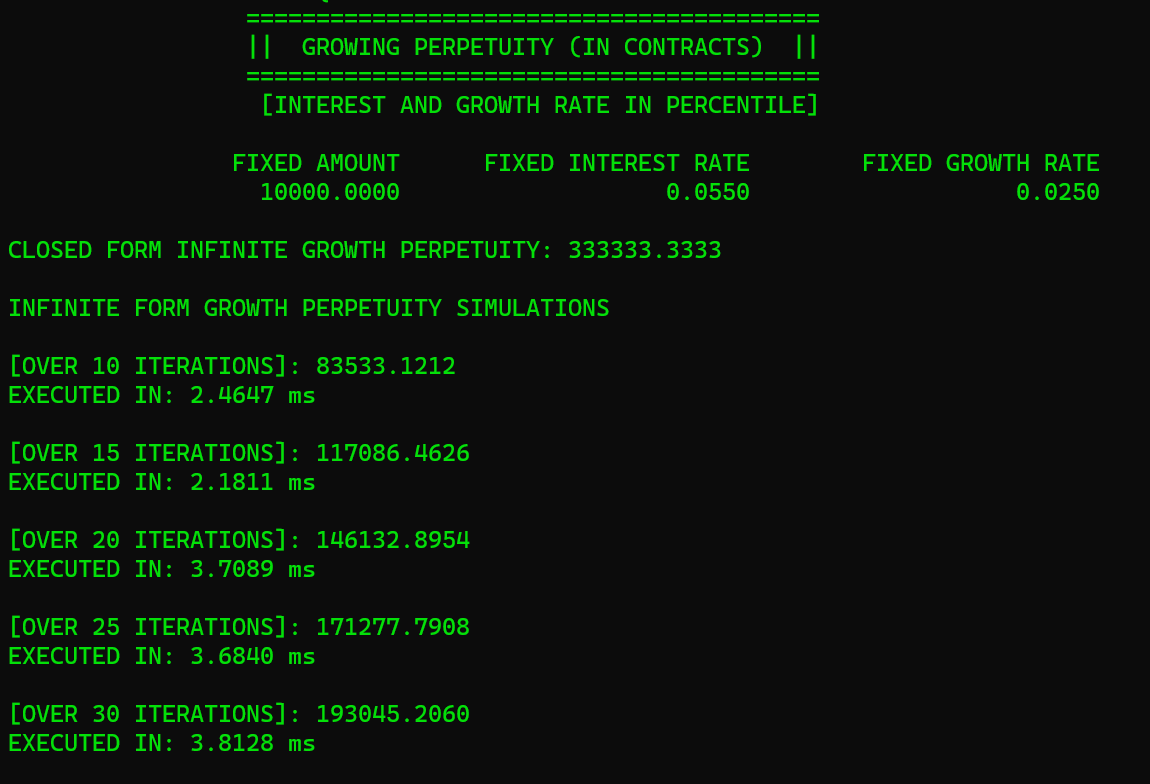 =========================================
|| GROWING PERPETUITY (IN CONTRACTS) ||
=========================================
[INTEREST AND GROWTH RATE IN PERCENTILE]
FIXED AMOUNT FIXED INTEREST RATE FIXED GROWTH RATE
10000.0000 0.0550 0.0250
CLOSED FORM INFINITE GROWTH PERPETUITY: 333333.3333
INFINITE FORM GROWTH PERPETUITY SIMULATIONS
[OVER 10 ITERATIONS]: 83533.1212
EXECUTED IN: 2.4647 ms
[OVER 15 ITERATIONS]: 117086.4626
EXECUTED IN: 2.1811 ms
[OVER 20 ITERATIONS]: 146132.8954
EXECUTED IN: 3.7089 ms
[OVER 25 ITERATIONS]: 171277.7908
EXECUTED IN: 3.6840 ms
[OVER 30 ITERATIONS]: 193045.2060
EXECUTED IN: 3.8128 ms